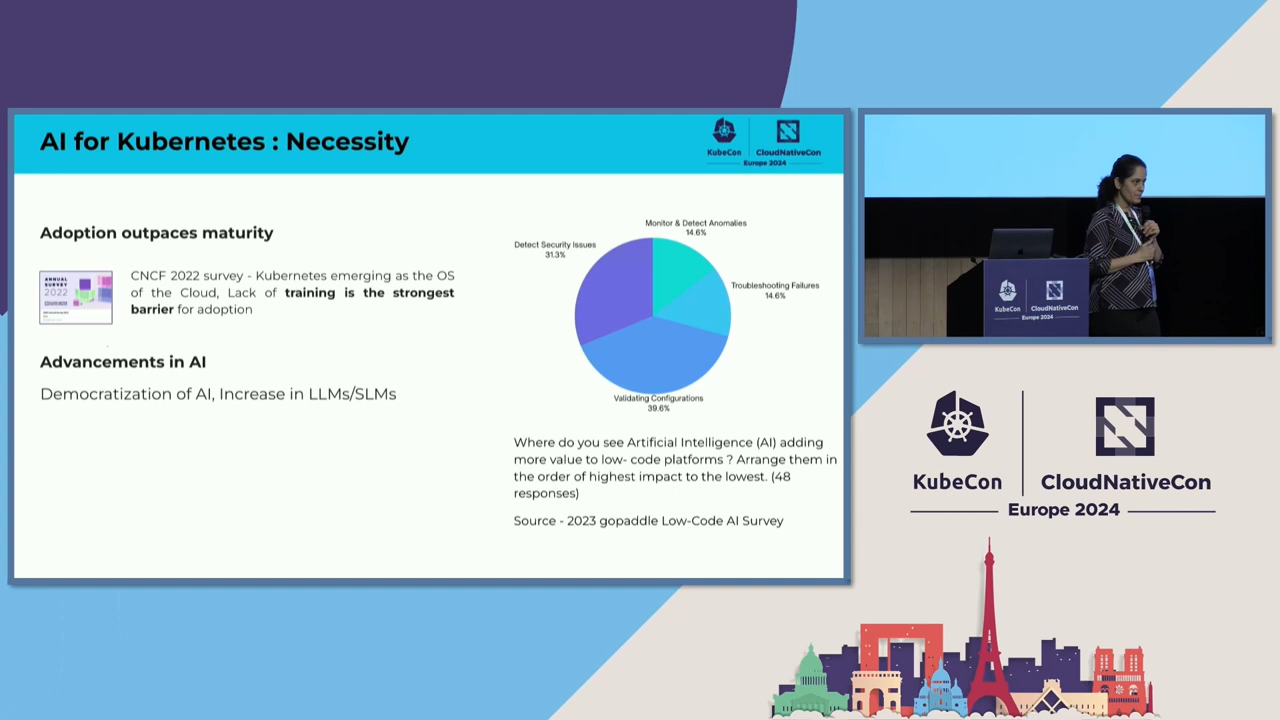 AI for Kubernetes : Necessity
KubeCon
CloudNativeCon
Europe 2024
Adoption outpaces maturity
ANNUAL
SURVEY
2022
CNCF 2022 survey - Kubernetes emerging as the OS
of the Cloud, Lack of training is the strongest
barrier for adoption
Advancements in AI
Democratization of AI, Increase in LLMs/SLMs
Monitor & Detect Anomalies
14.6%
Detect Security Issues
31.3%
Troubleshooting Failures
14.6%
Validating Configurations
39.6%
Where do you see Artificial Intelligence (AI) adding
more value to low- code platforms ? Arrange them in
the order of highest impact to the lowest. (48
responses)
Source - 2023 gopaddle Low-Code AI Survey
KubeCon
CloudNativeCon
Europe 2024
KubeCon
CloudNativeCon
Europe 2024